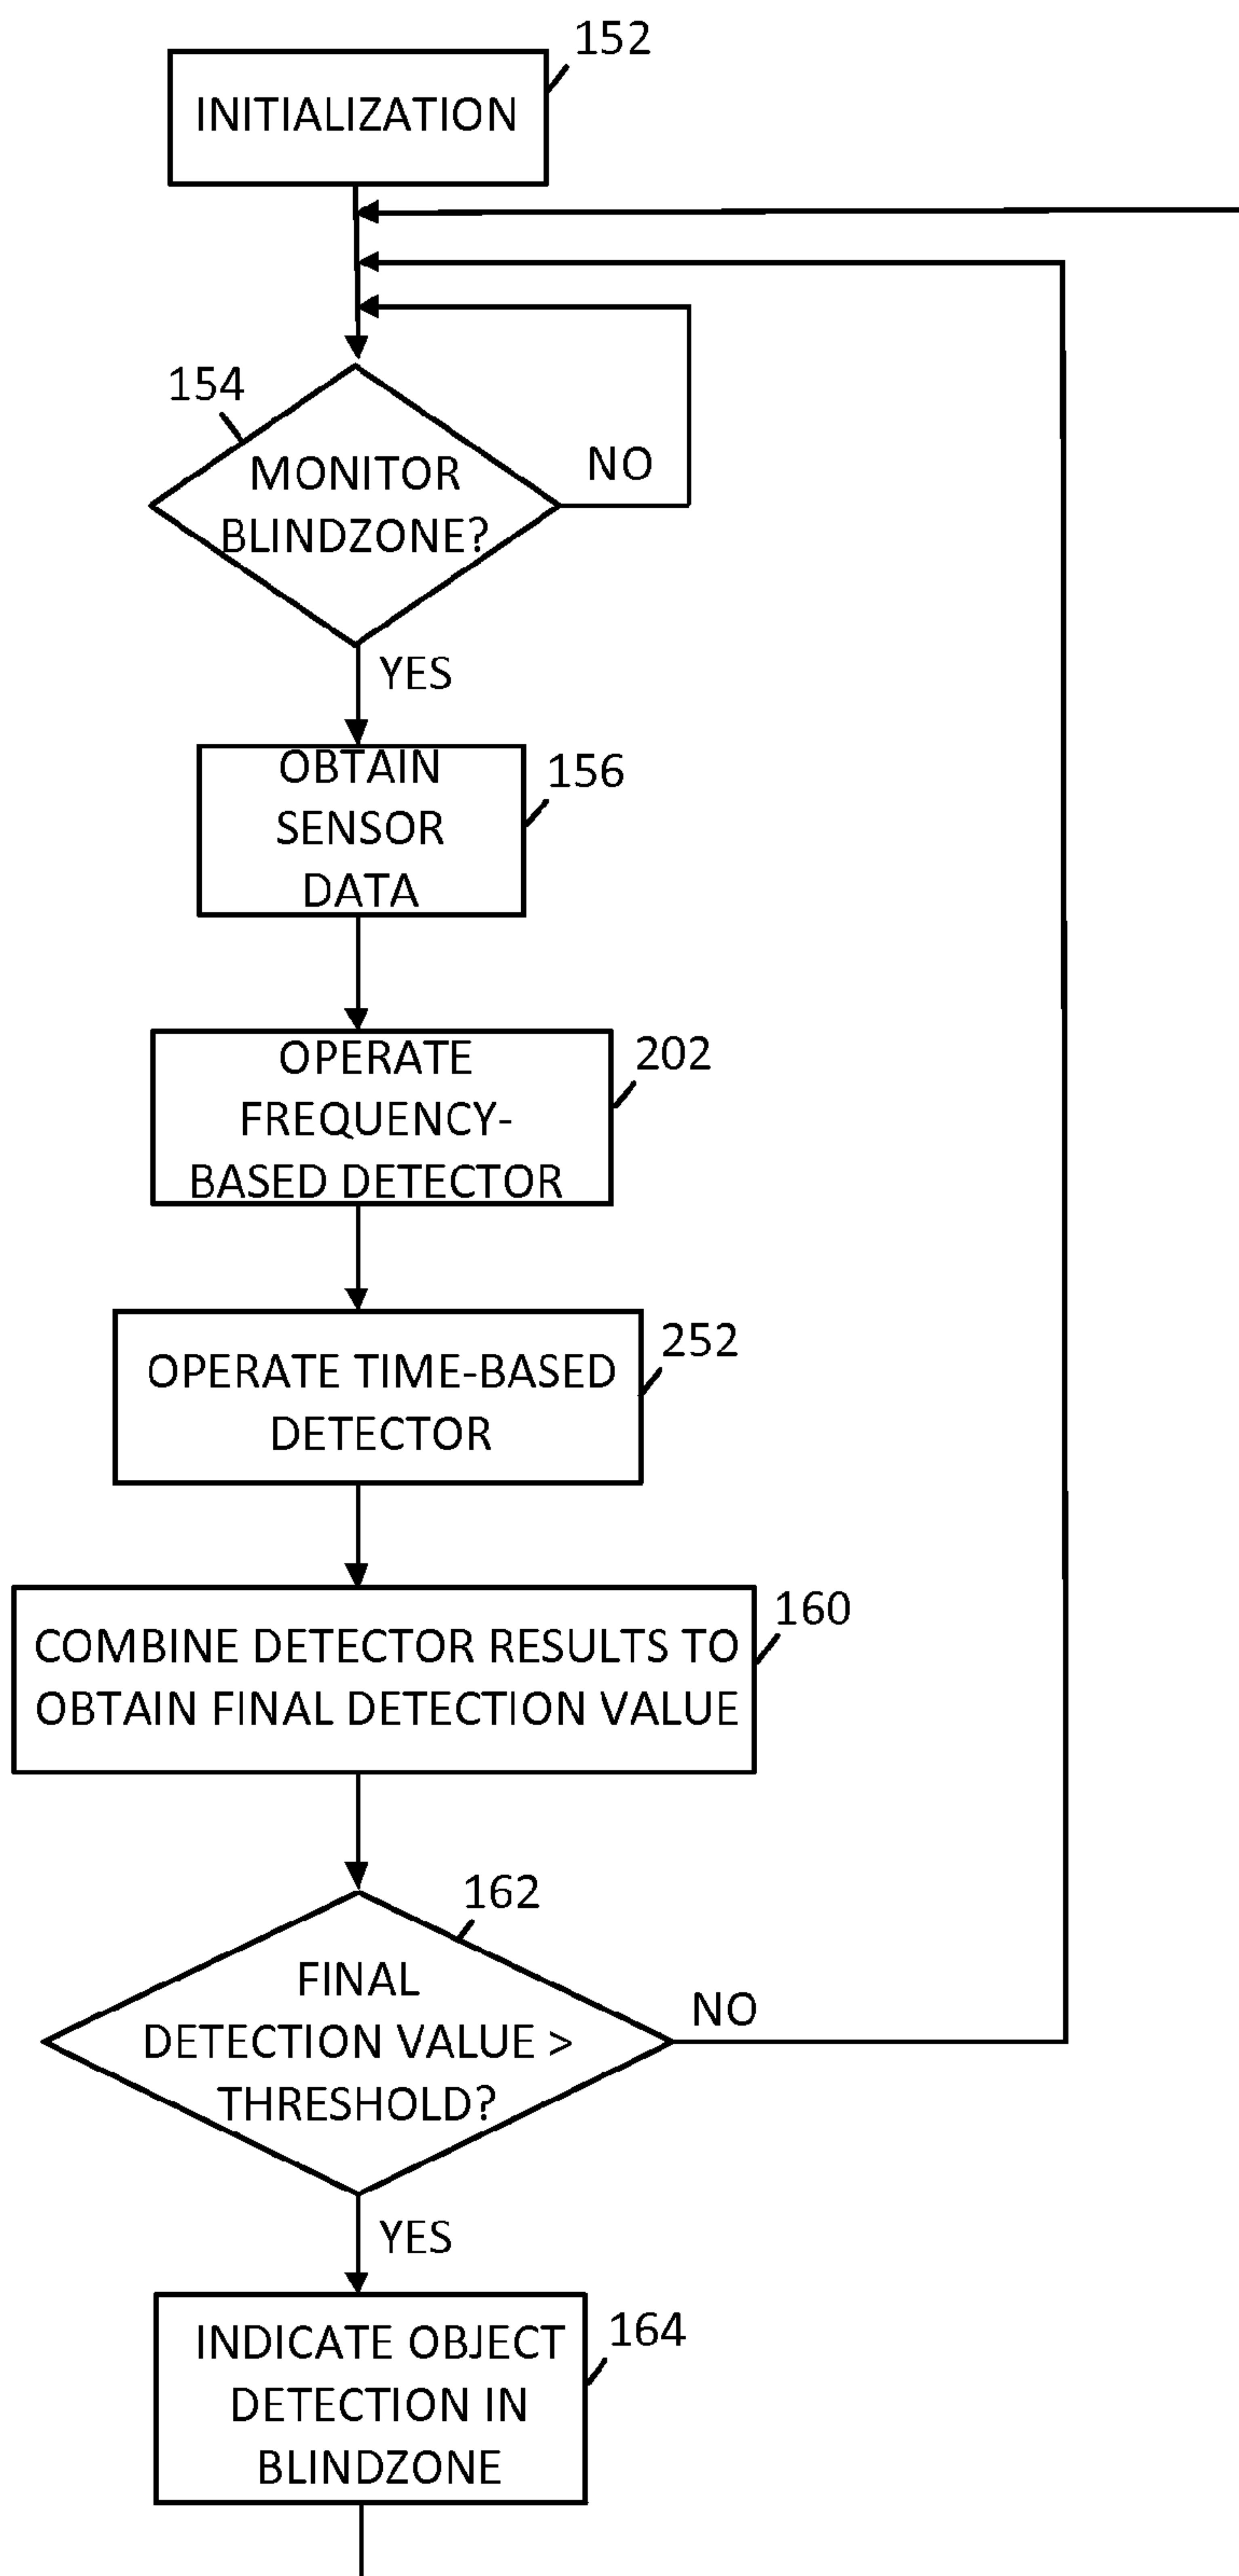 152
INITIALIZATION
154
MONITOR
BLINDZONE?
NO
YES
OBTAIN
SENSOR
DATA
156
OPERATE
FREQUENCY-
BASED DETECTOR
202
OPERATE TIME-BASED
DETECTOR
252
COMBINE DETECTOR RESULTS TO
OBTAIN FINAL DETECTION VALUE
160
162
FINAL
DETECTION VALUE >
THRESHOLD?
NO
YES
INDICATE OBJECT
DETECTION IN
BLINDZONE
164